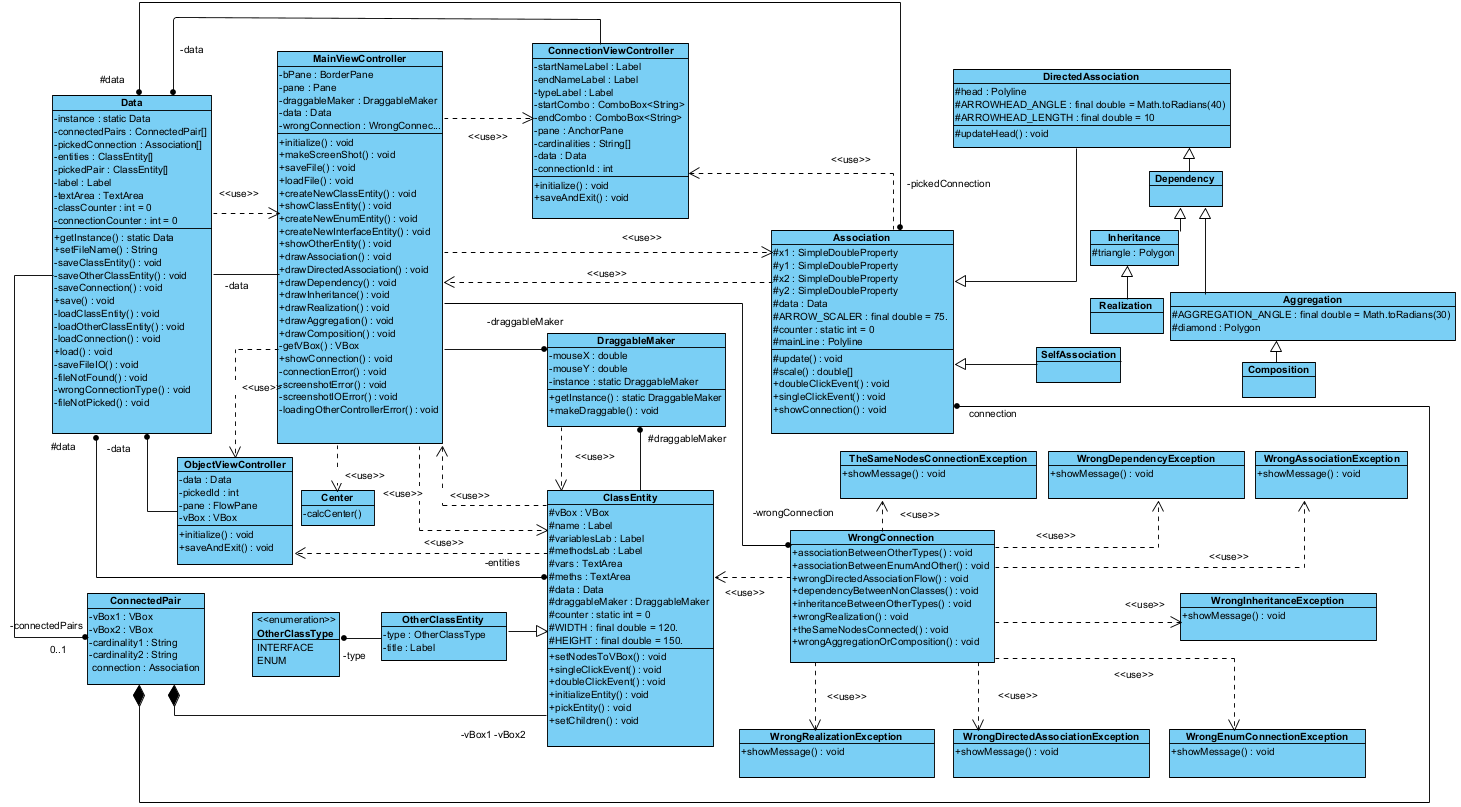 #data
-data
Data
-instance : static Data
-connectedPairs : ConnectedPair[]
-pickedConnection : Association[]
-entities : ClassEntity[]
-pickedPair : ClassEntity[]
-label : Label
-textArea : TextArea
-classCounter : int = 0
-connectionCounter : int = 0
+getInstance() : static Data
+setFileName() : String
-saveClassEntity() : void
-saveOtherClassEntity() : void
-saveConnection() : void
+save() : void
-loadClassEntity() : void
-loadOtherClassEntity() : void
-loadConnection() : void
+load() : void
-saveFileIO() : void
-fileNotFound() : void
-wrongConnectionType() : void
-fileNotPicked() : void
<<use>>
-data
MainViewController
-bPane : BorderPane
-pane : Pane
-draggableMaker : DraggableMaker
-data : Data
-wrongConnection : WrongConnec...
+initialize() : void
+makeScreenShot() : void
+saveFile() : void
+loadFile() : void
+createNewClassEntity() : void
+showClassEntity() : void
+createNewEnumEntity() : void
+createNewInterfaceEntity() : void
+showOtherEntity() : void
+drawAssociation() : void
+drawDirectedAssociation() : void
+drawDependency() : void
+drawInheritance() : void
+drawRealization() : void
+drawAggregation() : void
+drawComposition() : void
-getVBox() : VBox
+showConnection() : void
-connectionError() : void
-screenshotError() : void
-screenshotIOError() : void
-loadingOtherControllerError() : void
<<use>>
ConnectionViewController
-startNameLabel : Label
-endNameLabel : Label
-typeLabel : Label
-startCombo : ComboBox<String>
-endCombo : ComboBox<String>
-pane : AnchorPane
-cardinalities : String[]
-data : Data
-connectionId : int
+initialize() : void
+saveAndExit() : void
<<use>>
<<use>>
<<use>>
-pickedConnection
DirectedAssociation
#head : Polyline
#ARROWHEAD_ANGLE : final double = Math.toRadians(40)
#ARROWHEAD_LENGTH : final double = 10
#updateHead() : void
Dependency
Inheritance
#triangle : Polygon
Realization
Aggregation
#AGGREGATION_ANGLE : final double = Math.toRadians(30)
#diamond : Polygon
Composition
SelfAssociation
Association
#x1 : SimpleDoubleProperty
#y1 : SimpleDoubleProperty
#x2 : SimpleDoubleProperty
#y2 : SimpleDoubleProperty
#data : Data
#ARROW_SCALER : final double = 75.
#counter : static int = 0
#mainLine : Polyline
#update() : void
#scale() : double[]
+doubleClickEvent() : void
+singleClickEvent() : void
+showConnection() : void
connection
-draggableMaker
DraggableMaker
-mouseX : double
-mouseY : double
-instance : static DraggableMaker
+getInstance() : static DraggableMaker
+makeDraggable() : void
#draggableMaker
<<use>>
<<use>>
#data
-data
ObjectViewController
-data : Data
-pickedId : int
-pane : FlowPane
-vBox : VBox
+initialize() : void
+saveAndExit() : void
<<use>>
Center
-calcCenter()
<<use>>
<<use>>
<<use>>
-entities
ClassEntity
#vBox : VBox
#name : Label
#variablesLab : Label
#methodsLab : Label
#vars : TextArea
#meths : TextArea
#data : Data
#draggableMaker : DraggableMaker
#counter : static int = 0
#WIDTH : final double = 120.
#HEIGHT : final double = 150.
+setNodesToVBox() : void
+singleClickEvent() : void
+doubleClickEvent() : void
+initializeEntity() : void
+pickEntity() : void
+setChildren() : void
-connectedPairs
0..1
ConnectedPair
-vBox1 : VBox
-vBox2 : VBox
-cardinality1 : String
-cardinality2 : String
connection : Association
<<enumeration>>
OtherClassType
INTERFACE
ENUM
-type
OtherClassEntity
-type : OtherClassType
-title : Label
-vBox1 -vBox2
-wrongConnection
<<use>>
WrongConnection
+associationBetweenOtherTypes() : void
+associationBetweenEnumAndOther() : void
+wrongDirectedAssociationFlow() : void
+dependencyBetweenNonClasses() : void
+inheritanceBetweenOtherTypes() : void
+wrongRealization() : void
+theSameNodesConnected() : void
+wrongAggregationOrComposition() : void
TheSameNodesConnectionException
+showMessage() : void
WrongDependencyException
+showMessage() : void
WrongAssociationException
+showMessage() : void
<<use>>
<<use>>
<<use>>
<<use>>
WrongInheritanceException
+showMessage() : void
<<use>>
<<use>>
<<use>>
WrongRealizationException
+showMessage() : void
WrongDirectedAssociationException
+showMessage() : void
WrongEnumConnectionException
+showMessage() : void